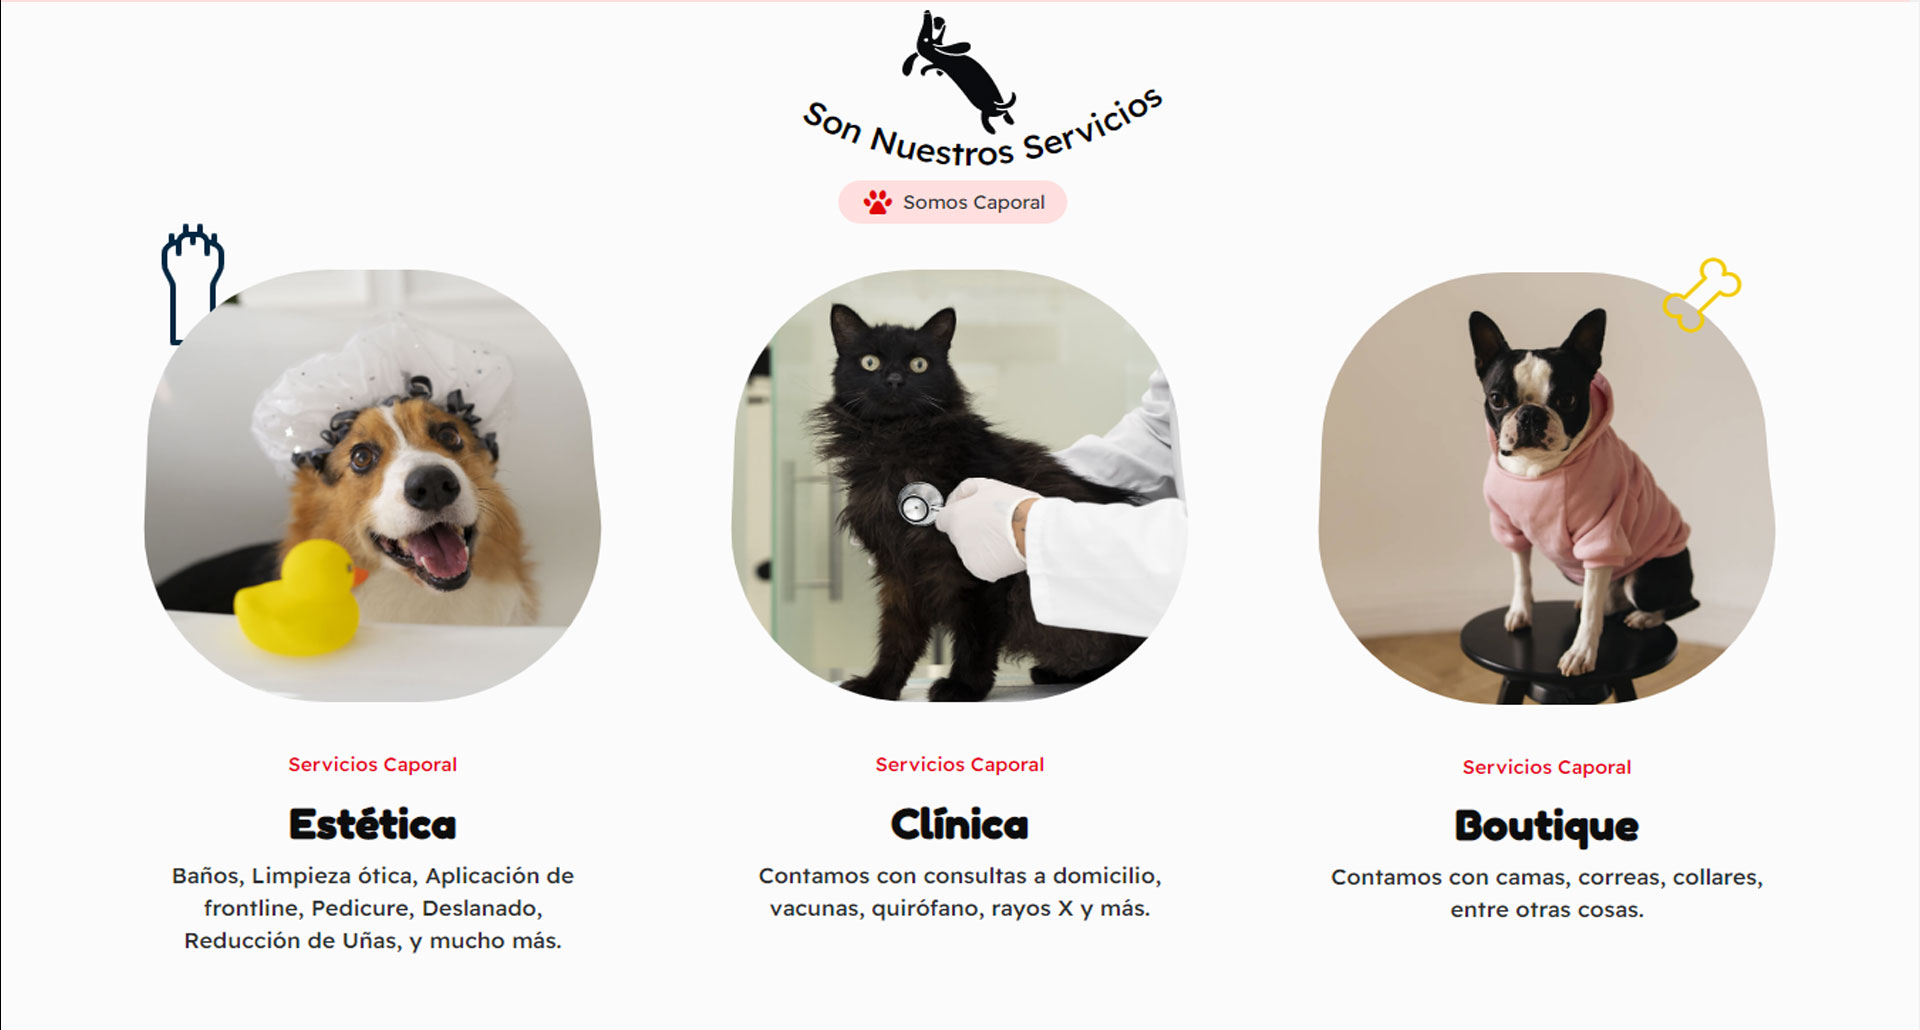 Son Nuestros Servicios
Somos Caporal
Servicios Caporal
Estética
Baños, Limpieza ótica, Aplicación de
frontline, Pedicure, Deslanado,
Reducción de Uñas, y mucho más.
Servicios Caporal
Clínica
Contamos con consultas a domicilio,
vacunas, quirófano, rayos X y más.
Servicios Caporal
Boutique
Contamos con camas, correas, collares,
entre otras cosas.